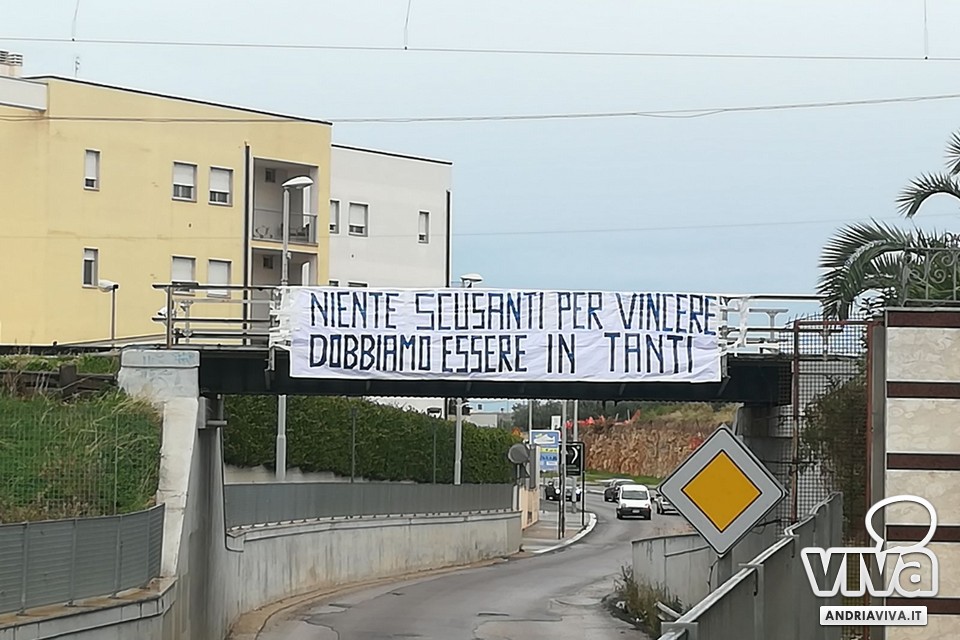 NIENTE SCUSANTI PER VINCERE
DOBBIAMO ESSERE IN TANTI
viva
ANDRIAVIVA.IT